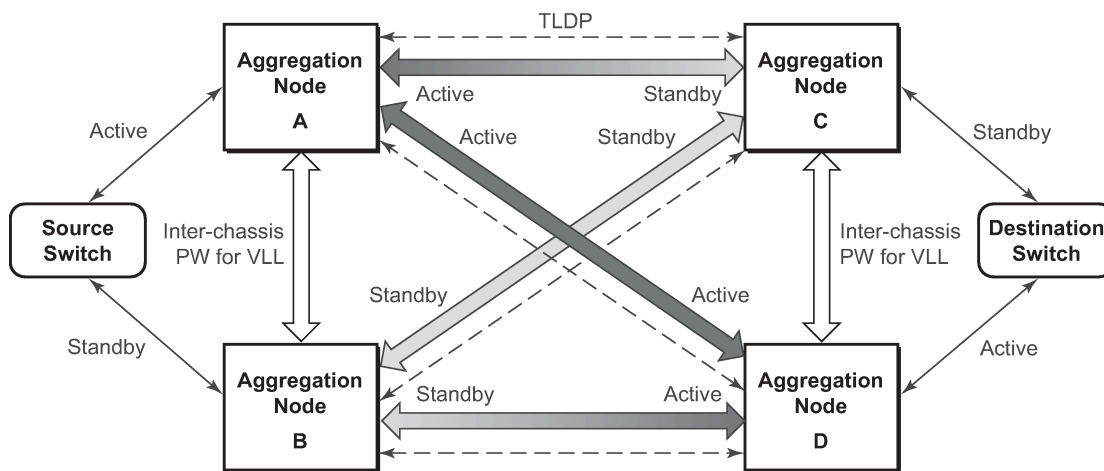 TLDP
Aggregation
Node
A
Aggregation
Node
C
Active
Standby
Active
Standby
Active
Standby
Source
Switch
Inter-chassis
PW for VLL
Inter-chassis
PW for VLL
Destination
Switch
Standby
Active
Standby
Active
Aggregation
Node
B
Aggregation
Node
D
Standby
Active